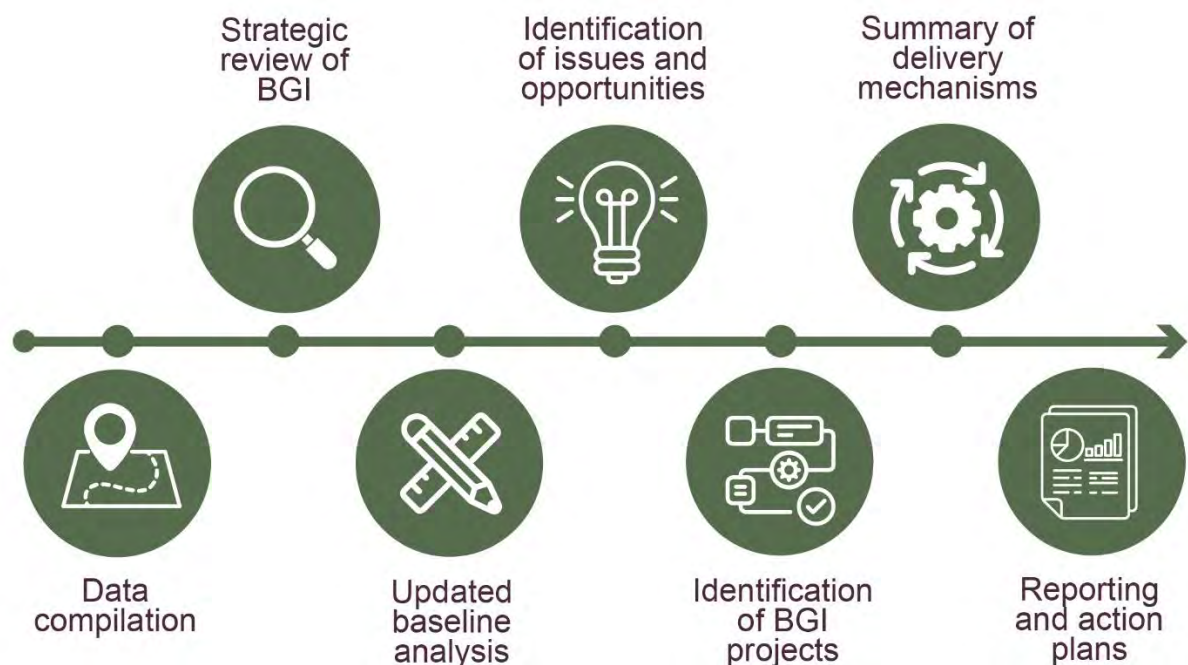 Strategic
review of
BGI
Identification
of issues and
opportunities
Summary of
delivery
mechanisms
Data
compilation
Updated
baseline
analysis
Identification
of BGI
projects
Reporting
and action
plans